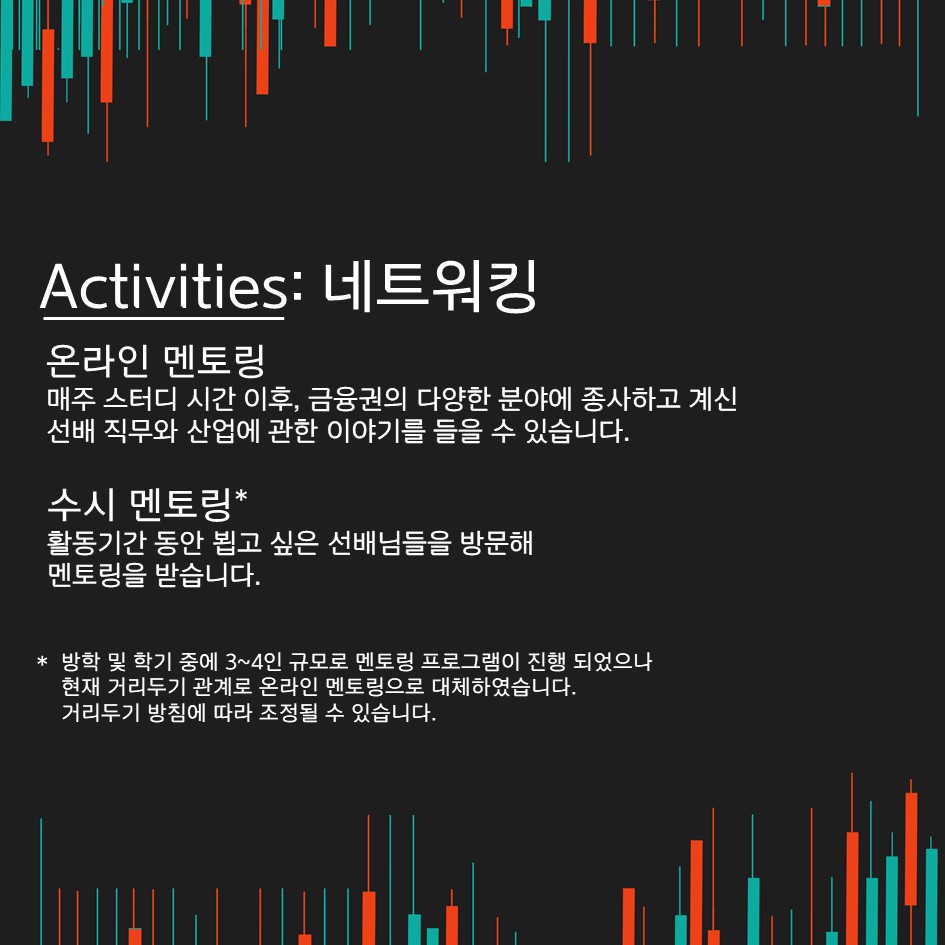 Activities: 네트워킹
온라인 멘토링
매주 스터디 시간 이후, 금융권의 다양한 분야에 종사하고 계신
선배 직무와 산업에 관한 이야기를 들을 수 있습니다.
수시 멘토링*
활동기간 동안 뵙고 싶은 선배님들을 방문해
멘토링을 받습니다.
* 방학 및 학기 중에 3~4인 규모로 멘토링 프로그램이 진행 되었으나
현재 거리두기 관계로 온라인 멘토링으로 대체하였습니다.
거리두기 방침에 따라 조정될 수 있습니다.